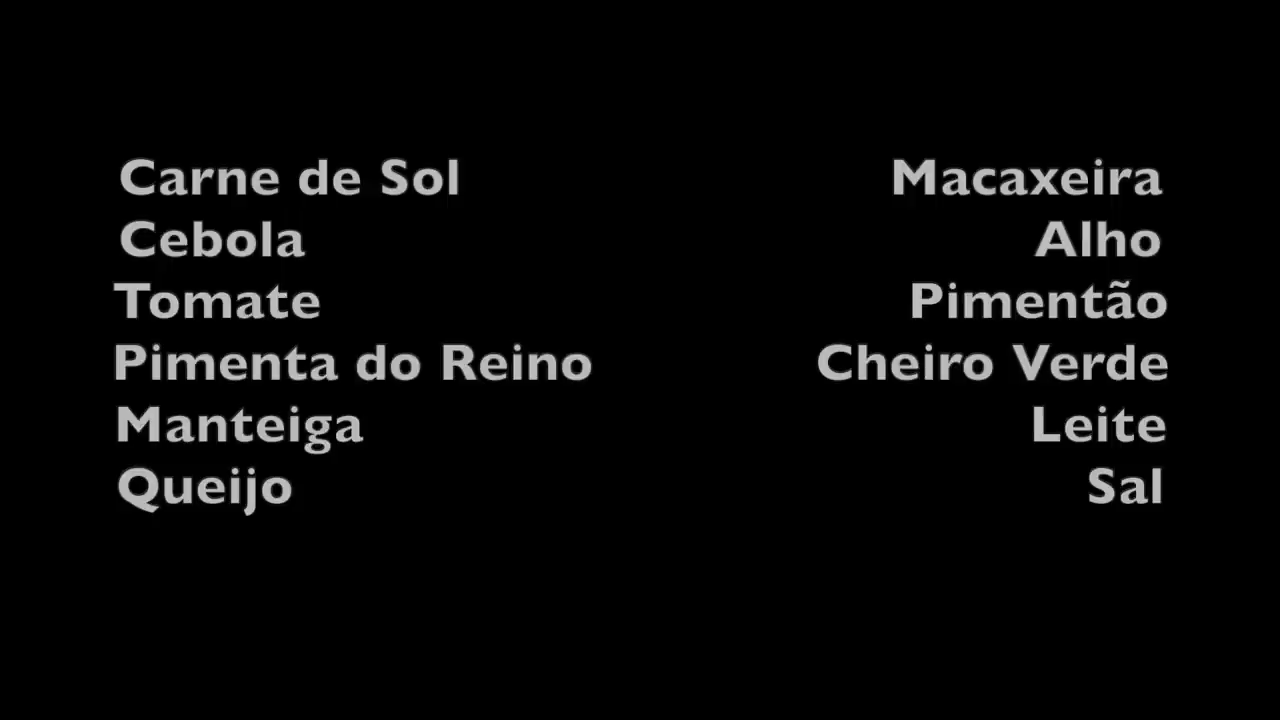 Carne de Sol Macaxeira
Cebola Alho
Tomate Pimentão
Pimenta do Reino Cheiro Verde
Manteiga Leite
Queijo Sal